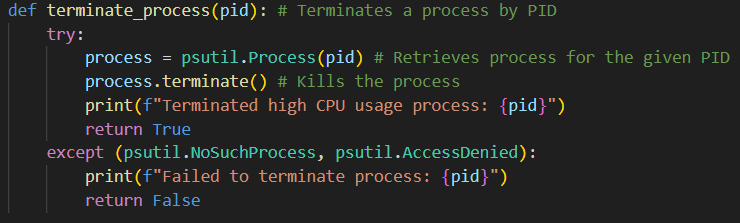 def terminate_process(pid): # Terminates a process by PID
    try:
        process = psutil.Process(pid) # Retrieves process for the given PID
        process.terminate() # Kills the process
        print(f"Terminated high CPU usage process: {pid}")
        return True
    except (psutil.NoSuchProcess, psutil.AccessDenied):
        print(f"Failed to terminate process: {pid}")
        return False